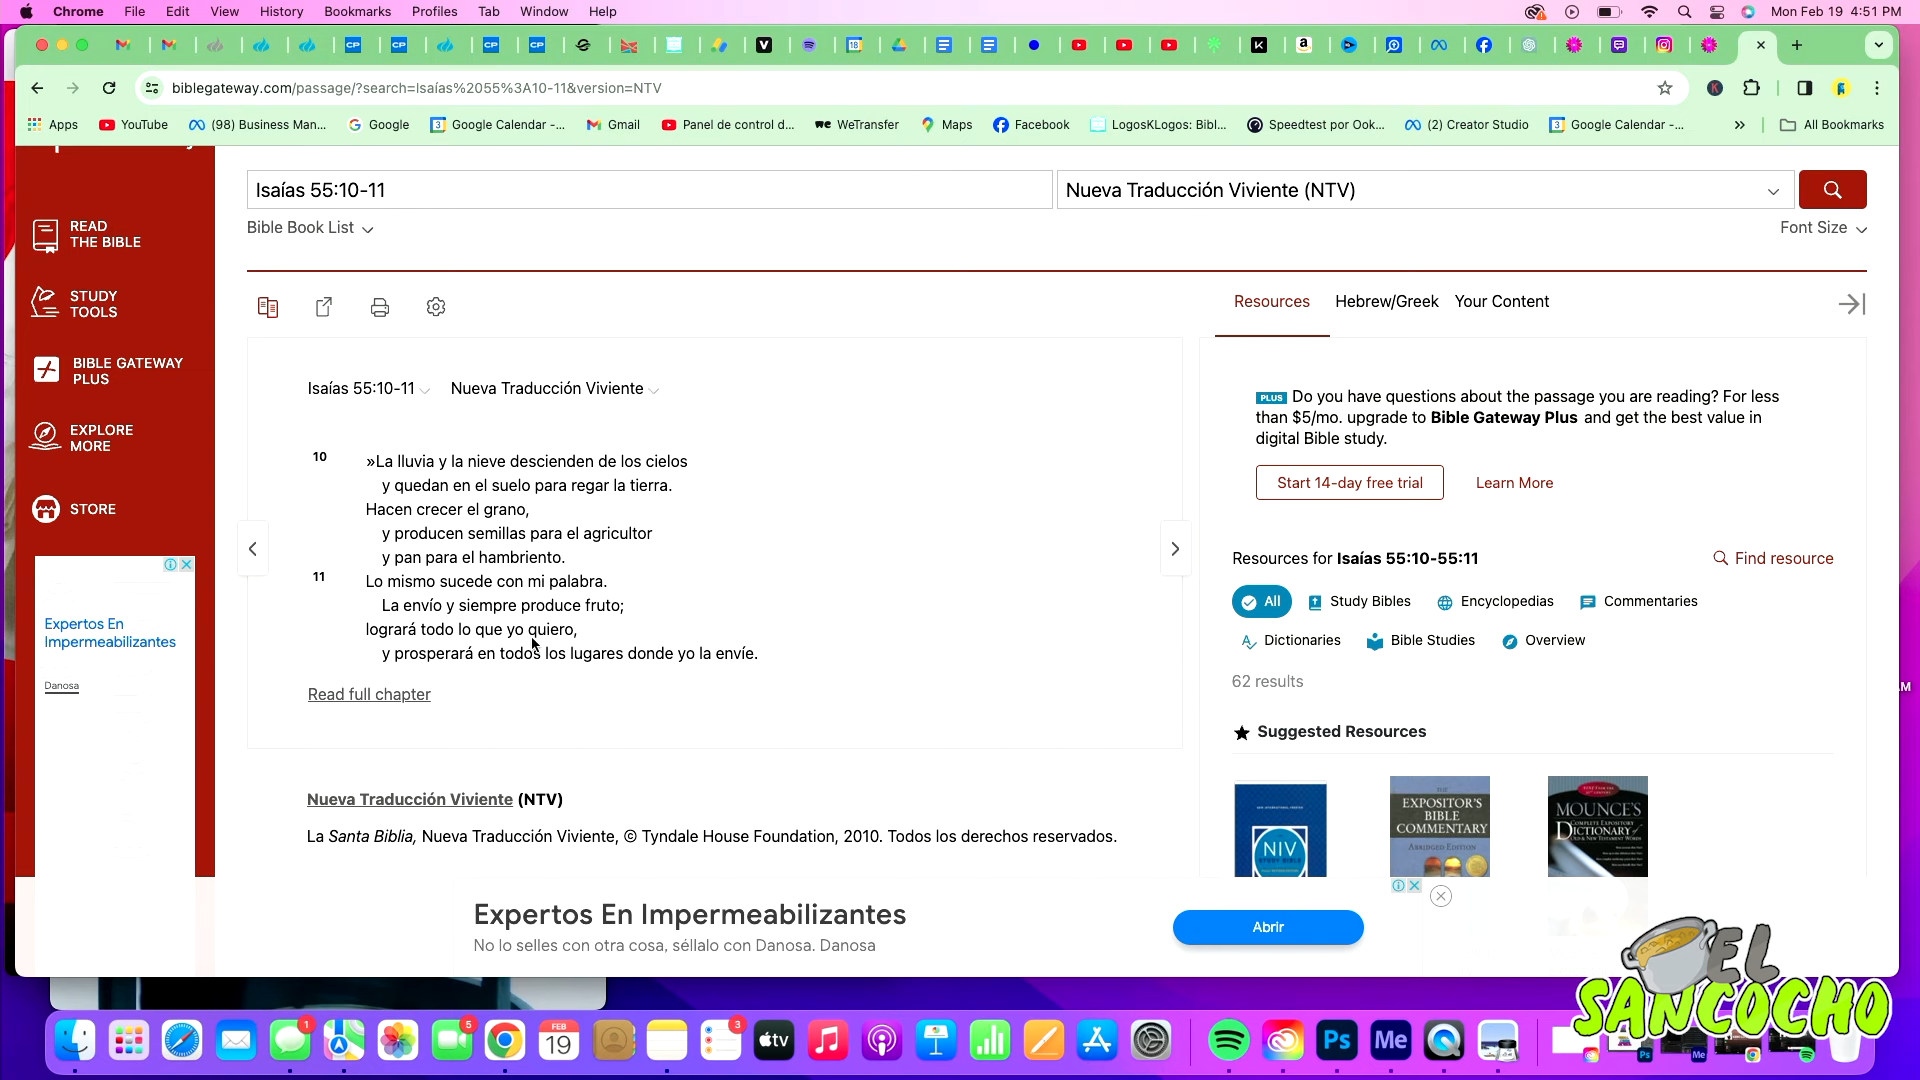 Chrome File Edit View History Bookmarks Profiles Tab Window Help Mon Feb 19 4:51 PM
biblegateway.com/passage/?search=Isaías%2055%3A10-11&version=NTV
Apps YouTube (98) Business Man... Google Google Calendar -... Gmail Panel de control d... WeTransfer Maps Facebook LogosKLogos: Bibl... Speedtest por Ook... (2) Creator Studio Google Calendar -... » All Bookmarks
Isaías 55:10-11 Nueva Traducción Viviente (NTV)
Bible Book List Font Size
READ
THE BIBLE
STUDY
TOOLS
BIBLE GATEWAY
PLUS
EXPLORE
MORE
STORE
Expertos En
Impermeabilizantes
Danosa
Isaías 55:10-11 Nueva Traducción Viviente
10 »La lluvia y la nieve descienden de los cielos
y quedan en el suelo para regar la tierra.
Hacen crecer el grano,
y producen semillas para el agricultor
y pan para el hambriento.
11 Lo mismo sucede con mi palabra.
La envío y siempre produce fruto;
logrará todo lo que yo quiero,
y prosperará en todos los lugares donde yo la envíe.
Read full chapter
Nueva Traducción Viviente (NTV)
La Santa Biblia, Nueva Traducción Viviente, © Tyndale House Foundation, 2010. Todos los derechos reservados.
Resources Hebrew/Greek Your Content
PLUS Do you have questions about the passage you are reading? For less
than $5/mo. upgrade to Bible Gateway Plus and get the best value in
digital Bible study.
Start 14-day free trial Learn More
Resources for Isaías 55:10-55:11 Find resource
All Study Bibles Encyclopedias Commentaries
Dictionaries Bible Studies Overview
62 results
Suggested Resources
NIV
THE
EXPOSITOR'S
BIBLE
COMMENTARY
ABRIDGED EDITION
MOUNCE'S
COMPLETE EXPOSITORY
DICTIONARY
Expertos En Impermeabilizantes
No lo selles con otra cosa, séllalo con Danosa. Danosa
Abrir
EL
SANCOCHO
1 5 FEB 19 3 tv Ps Me